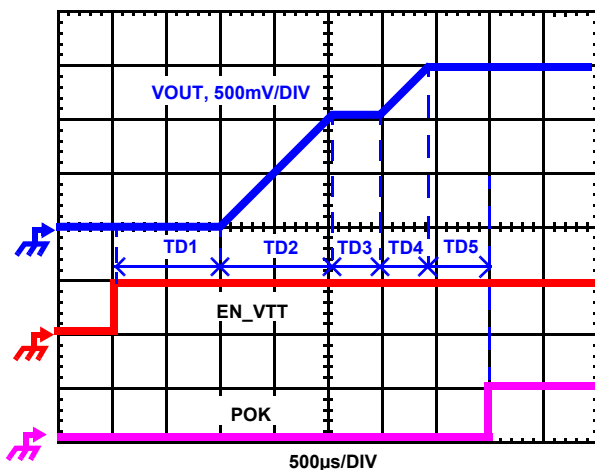 VOUT, 500mV/DIV
TD1 TD2 TD3 TD4 TD5
EN_VTT
POK
500µs/DIV